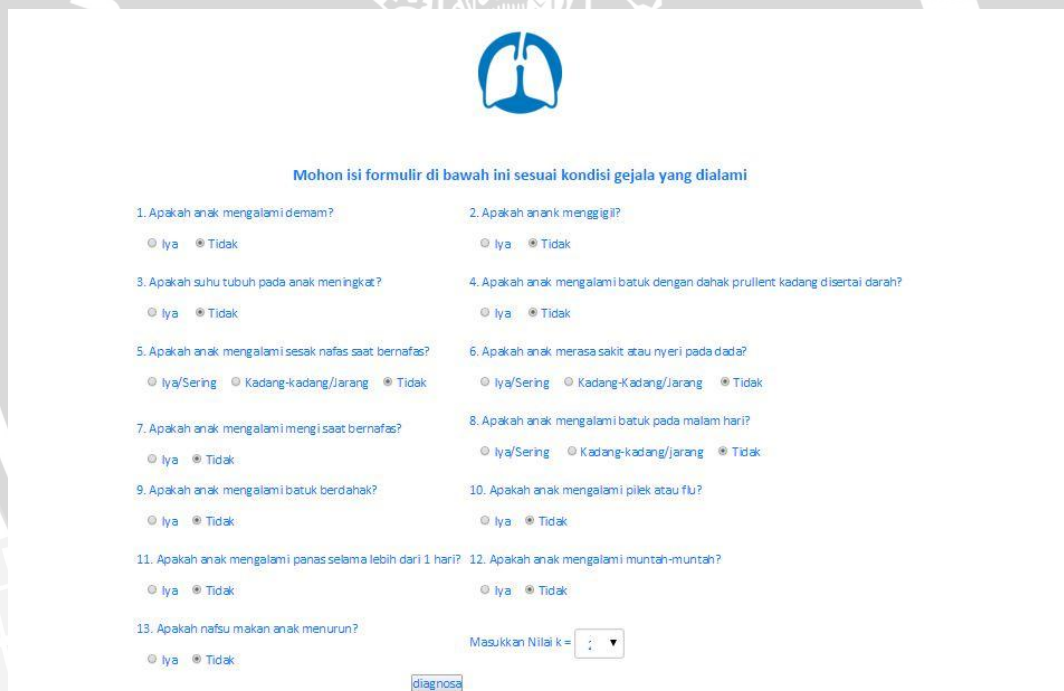 Mohon isi formulir di bawah ini sesuai kondisi gejala yang dialami
1. Apakah anak mengalami demam?
Iya Tidak
2. Apakah anank menggigil?
Iya Tidak
3. Apakah suhu tubuh pada anak meningkat?
Iya Tidak
4. Apakah anak mengalami batuk dengan dahak prullent kadang disertai darah?
Iya Tidak
5. Apakah anak mengalami sesak nafas saat bernafas?
Iya/Sering Kadang-kadang/Jarang Tidak
6. Apakah anak merasa sakit atau nyeri pada dada?
Iya/Sering Kadang-Kadang/Jarang Tidak
7. Apakah anak mengalami mengi saat bernafas?
Iya Tidak
8. Apakah anak mengalami batuk pada malam hari?
Iya/Sering Kadang-kadang/jarang Tidak
9. Apakah anak mengalami batuk berdahak?
Iya Tidak
10. Apakah anak mengalami pilek atau flu?
Iya Tidak
11. Apakah anak mengalami panas selama lebih dari 1 hari?
Iya Tidak
12. Apakah anak mengalami muntah-muntah?
Iya Tidak
13. Apakah nafsu makan anak menurun?
Iya Tidak
Masukkan Nilai k =
diagnosa